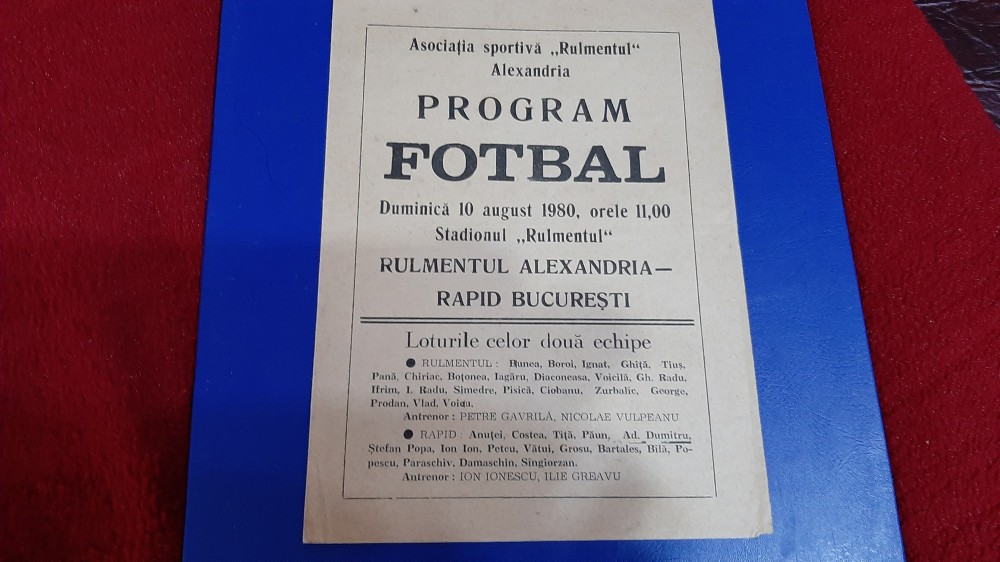 Asociația sportivă „Rulmentul“
Alexandria
PROGRAM
FOTBAL
Duminică 10 august 1980, orele 11,00
Stadionul „Rulmentul“
RULMENTUL ALEXANDRIA—
RAPID BUCUREȘTI
Loturile celor două echipe
● RULMENTUL : Bunea, Boroi, Ignat, Ghiță, Tiuș,
Pană, Chiriac, Boțonea, Iagăru, Diaconeasa, Voicilă, Gh. Radu,
Ifrim, I. Radu, Simedre, Pisică, Ciobanu, Zurbalic, George,
Prodan, Vlad, Voicu.
Antrenor : PETRE GAVRILĂ, NICOLAE VULPEANU
● RAPID : Anuței, Costea, Tiță, Păun, Ad. Dumitru,
Ștefan Popa, Ion Ion, Petcu, Vătui, Grosu, Bartales, Bilă, Po-
pescu, Paraschiv, Damaschin, Singiorzan.
Antrenor : ION IONESCU, ILIE GREAVU